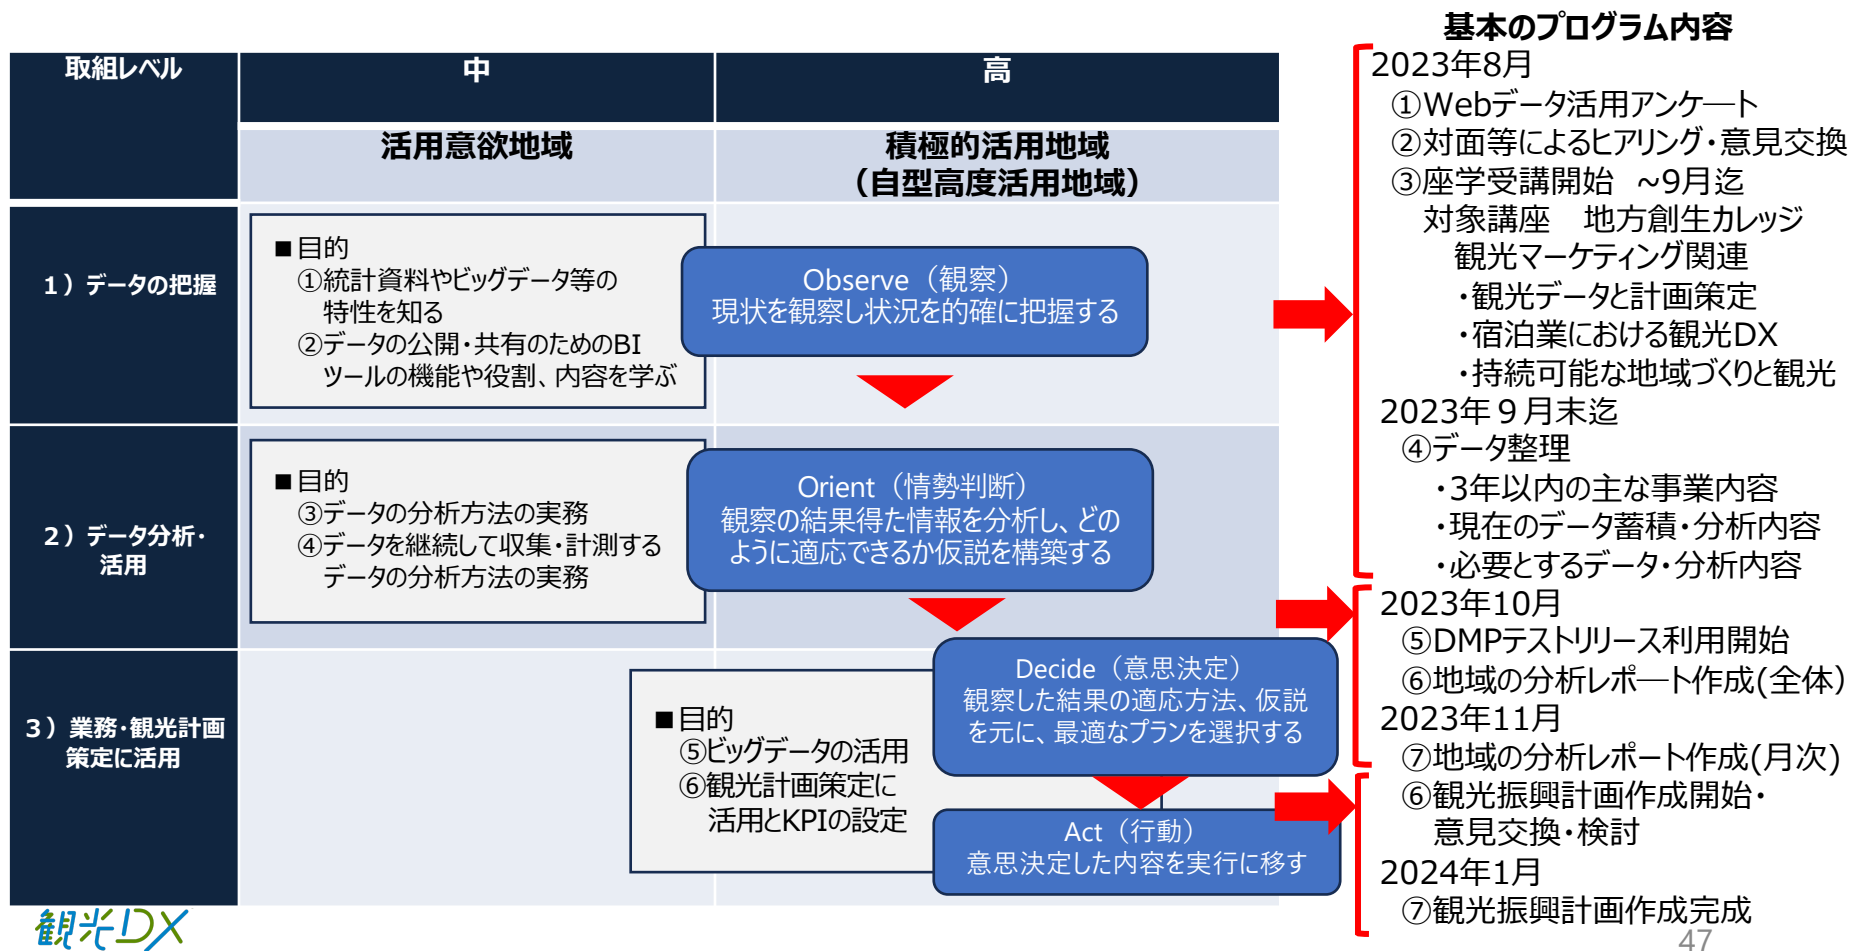 基本のプログラム内容
取組レベル
中
高
活用意欲地域
積極的活用地域
（自型高度活用地域）
1）データの把握
■目的
①統計資料やビッグデータ等の
特性を知る
②データの公開・共有のためのBI
ツールの機能や役割、内容を学ぶ
Observe（観察）
現状を観察し状況を的確に把握する
2）データ分析・
活用
■目的
③データの分析方法の実務
④データを継続して収集・計測する
データの分析方法の実務
Orient（情勢判断）
観察の結果得た情報を分析し、どの
ように適応できるか仮説を構築する
3）業務・観光計画
策定に活用
■目的
⑤ビッグデータの活用
⑥観光計画策定に
活用とKPIの設定
Decide（意思決定）
観察した結果の適応方法、仮説
を元に、最適なプランを選択する
Act（行動）
意思決定した内容を実行に移す
2023年8月
①Webデータ活用アンケ―ト
②対面等によるヒアリング・意見交換
③座学受講開始　~9月迄
対象講座　地方創生カレッジ
観光マーケティング関連
・観光データと計画策定
・宿泊業における観光DX
・持続可能な地域づくりと観光
2023年９月末迄
④データ整理
・3年以内の主な事業内容
・現在のデータ蓄積・分析内容
・必要とするデータ・分析内容
2023年10月
⑤DMPテストリリース利用開始
⑥地域の分析レポ―ト作成(全体）
2023年11月
⑦地域の分析レポート作成(月次)
⑥観光振興計画作成開始・
意見交換・検討
2024年1月
⑦観光振興計画作成完成
観光DX
47